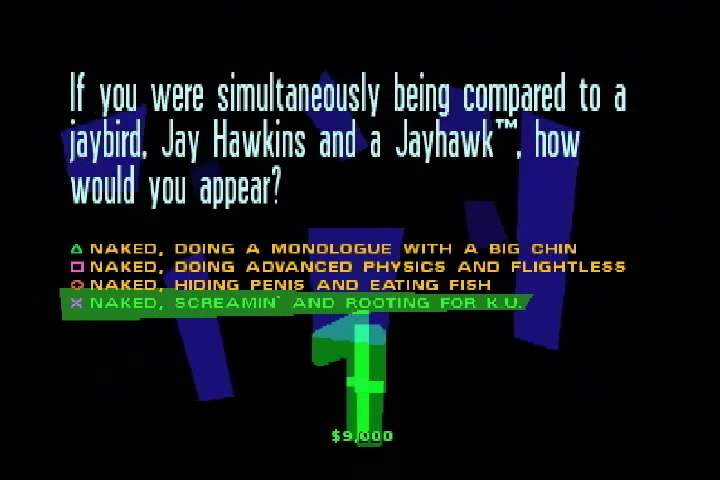 If you were simultaneously being compared to a
jaybird, Jay Hawkins and a Jayhawk™, how
would you appear?
NAKED, DOING A MONOLOGUE WITH A BIG CHIN
NAKED, DOING ADVANCED PHYSICS AND FLIGHTLESS
NAKED, HIDING PENIS AND EATING FISH
NAKED, SCREAMIN' AND ROOTING FOR K.U.
1
$9,000